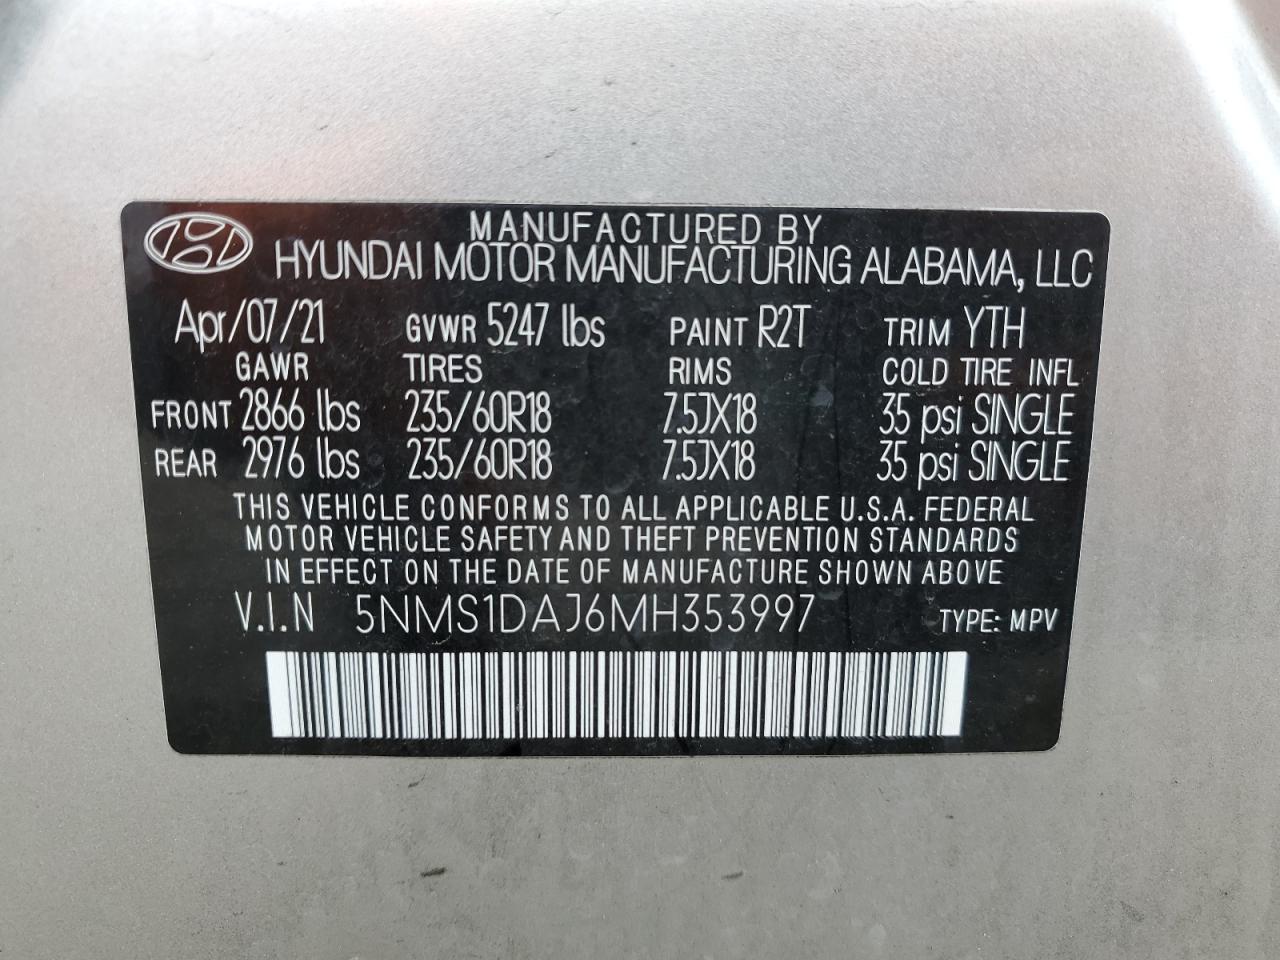 MANUFACTURED BY
HYUNDAI MOTOR MANUFACTURING ALABAMA, LLC
Apr/07/21 GVWR 5247 lbs PAINT R2T TRIM YTH
GAWR TIRES RIMS COLD TIRE INFL
FRONT 2866 lbs 235/60R18 7.5JX18 35 psi SINGLE
REAR 2976 lbs 235/60R18 7.5JX18 35 psi SINGLE
THIS VEHICLE CONFORMS TO ALL APPLICABLE U.S.A. FEDERAL
MOTOR VEHICLE SAFETY AND THEFT PREVENTION STANDARDS
IN EFFECT ON THE DATE OF MANUFACTURE SHOWN ABOVE
V.I.N 5NMS1DAJ6MH353997 TYPE: MPV